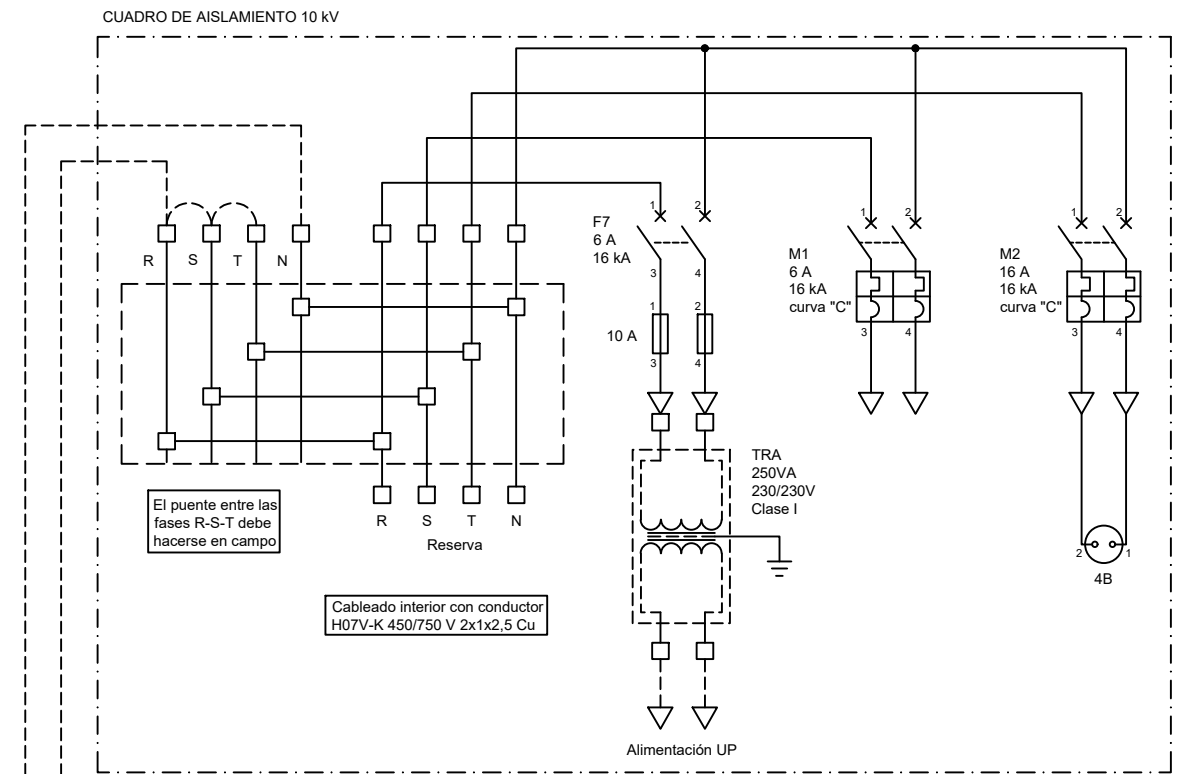 CUADRO DE AISLAMIENTO 10 kV
R S T N
F7
6 A
16 kA
1
2
3
4
10 A
1
2
3
4
M1
6 A
16 kA
curva "C"
1
2
3
4
M2
16 A
16 kA
curva "C"
1
2
3
4
El puente entre las
fases R-S-T debe
hacerse en campo
R S T N
Reserva
Cableado interior con conductor
H07V-K 450/750 V 2x1x2,5 Cu
TRA
250VA
230/230V
Clase I
2
1
4B
Alimentación UP